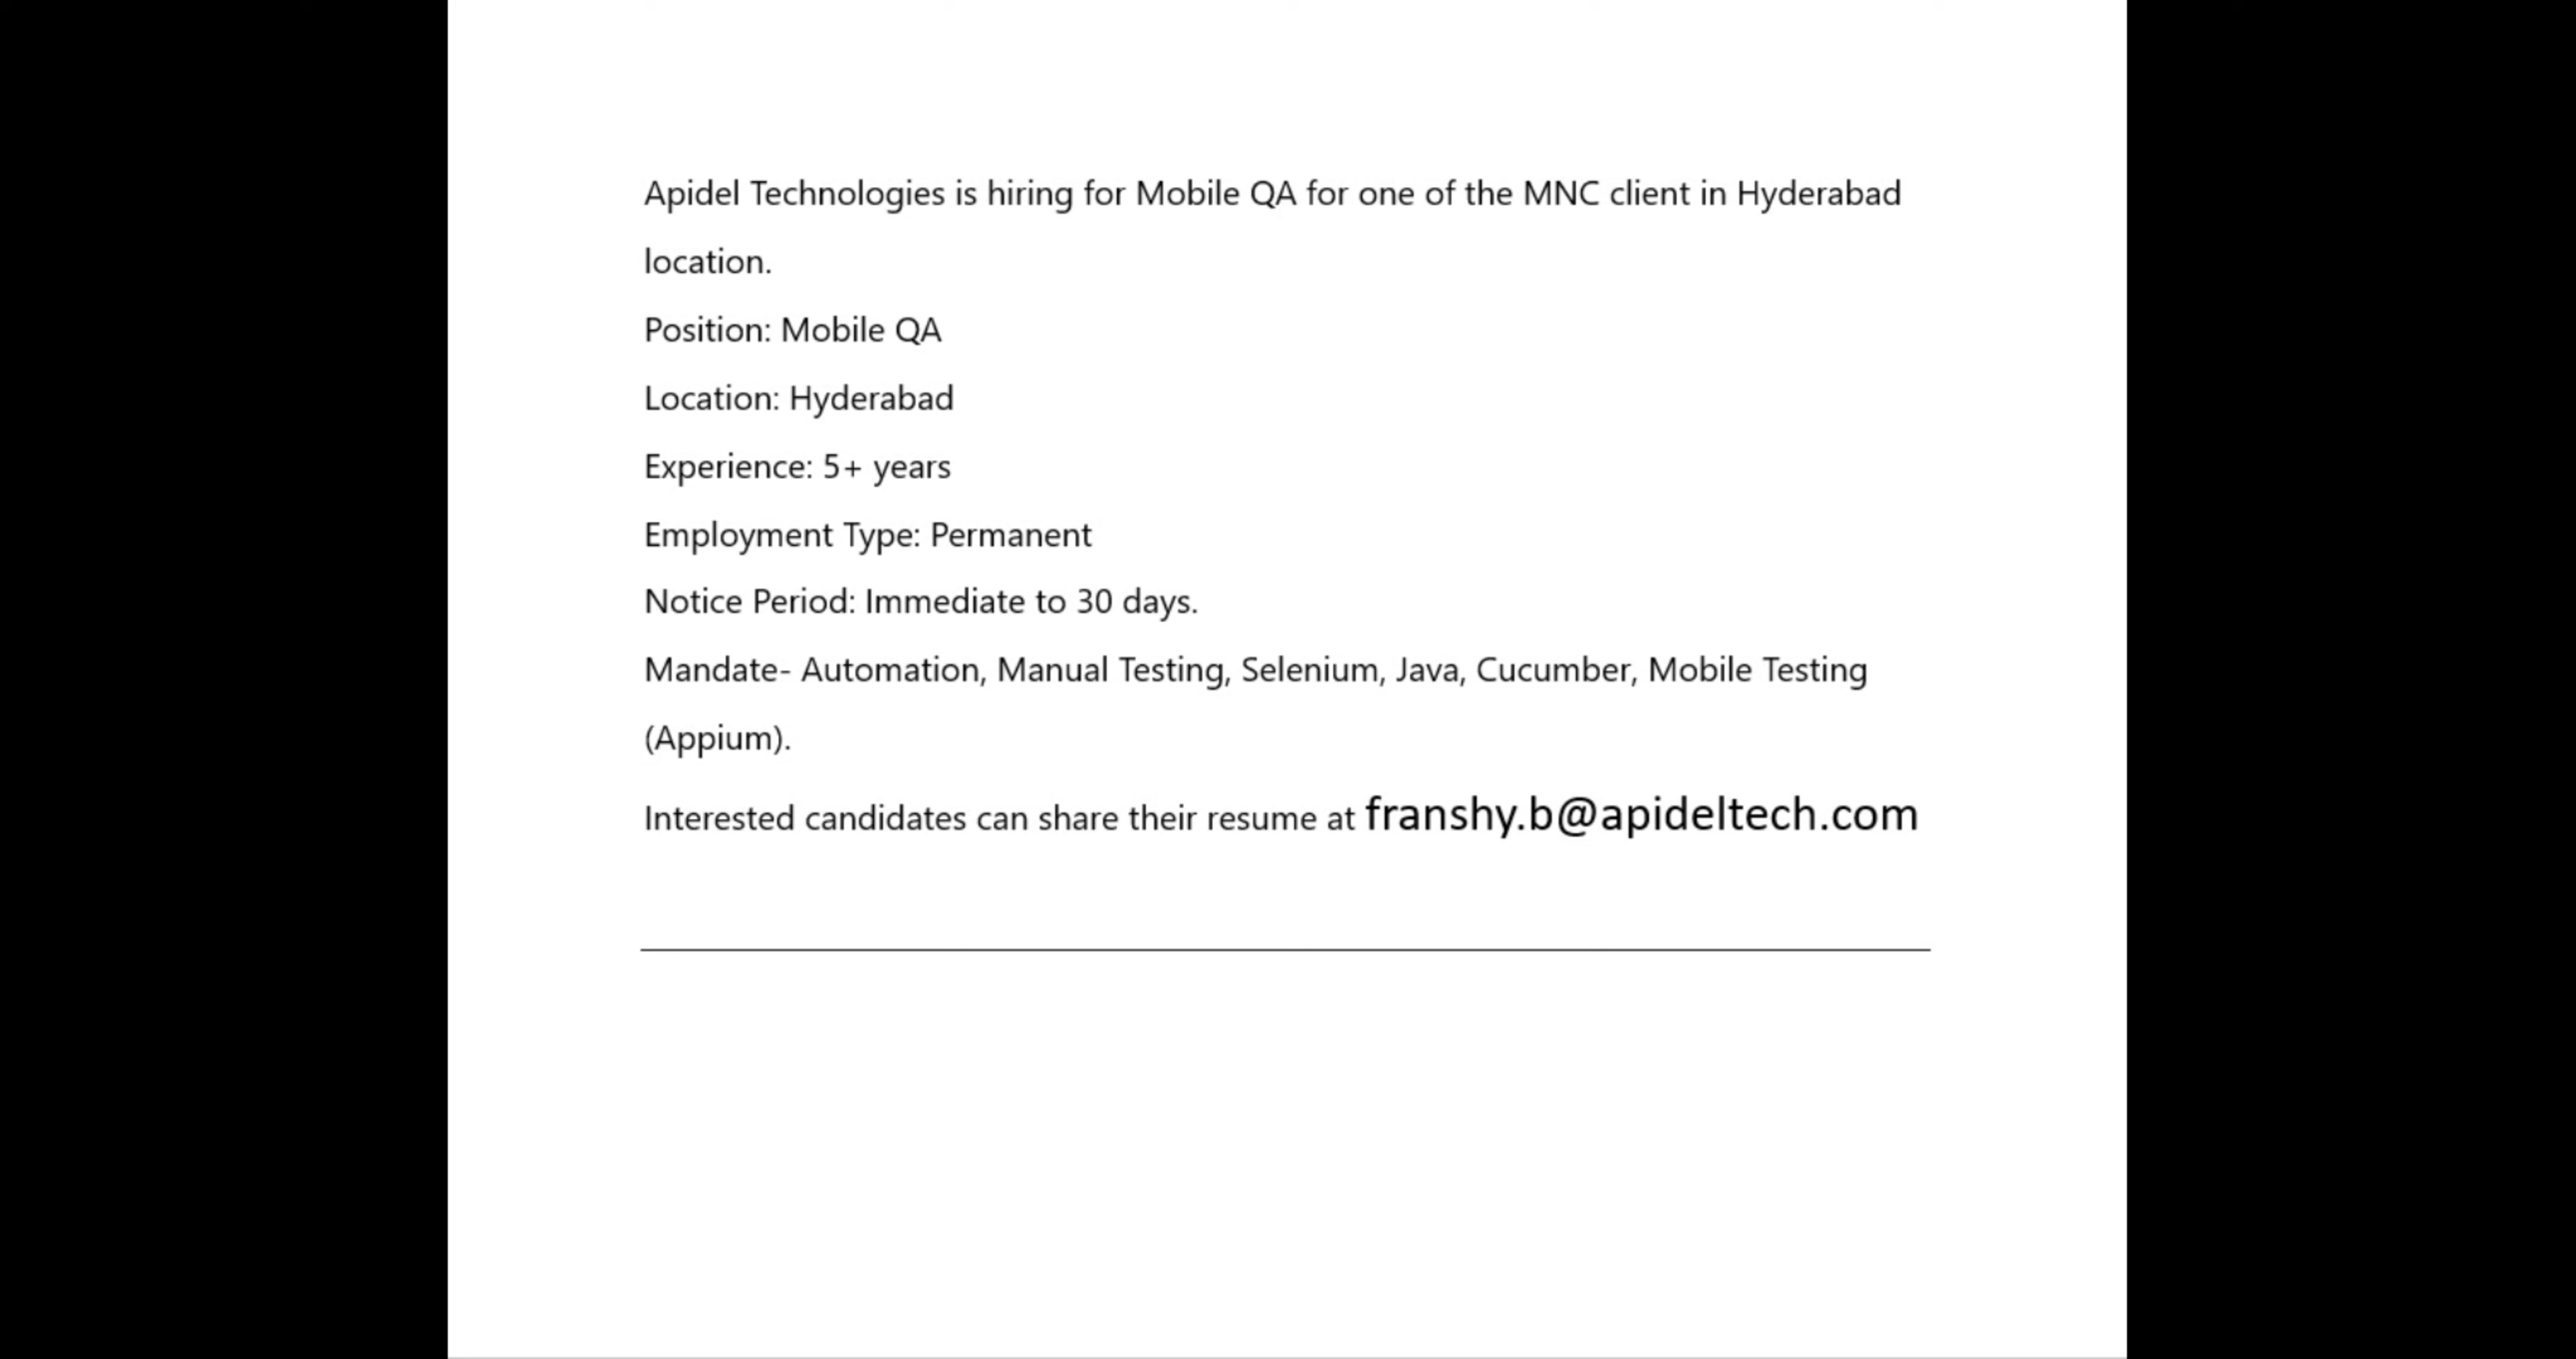 Apidel Technologies is hiring for Mobile QA for one of the MNC client in Hyderabad
location.
Position: Mobile QA
Location: Hyderabad
Experience: 5+ years
Employment Type: Permanent
Notice Period: Immediate to 30 days.
Mandate- Automation, Manual Testing, Selenium, Java, Cucumber, Mobile Testing
(Appium).
Interested candidates can share their resume at franshy.b@apideltech.com